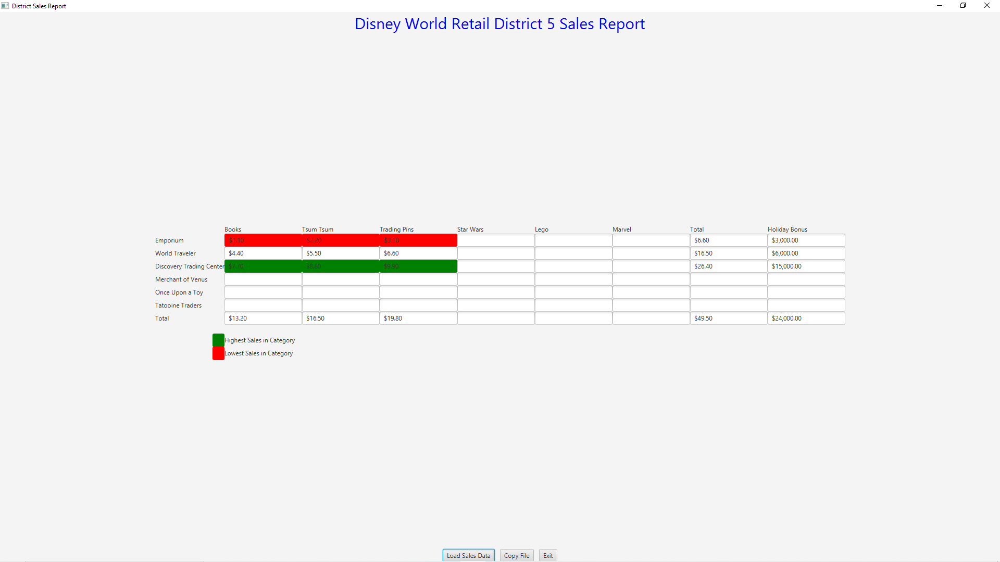 District Sales Report
Disney World Retail District 5 Sales Report
Books Tsum Tsum Trading Pins Star Wars Lego Marvel Total Holiday Bonus
Emporium $1.10 $2.20 $3.30 $6.60 $3,000.00
World Traveler $4.40 $5.50 $6.60 $16.50 $6,000.00
Discovery Trading Center $7.70 $8.80 $9.90 $26.40 $15,000.00
Merchant of Venus
Once Upon a Toy
Tatooine Traders
Total $13.20 $16.50 $19.80 $49.50 $24,000.00
Highest Sales in Category
Lowest Sales in Category
Load Sales Data Copy File Exit